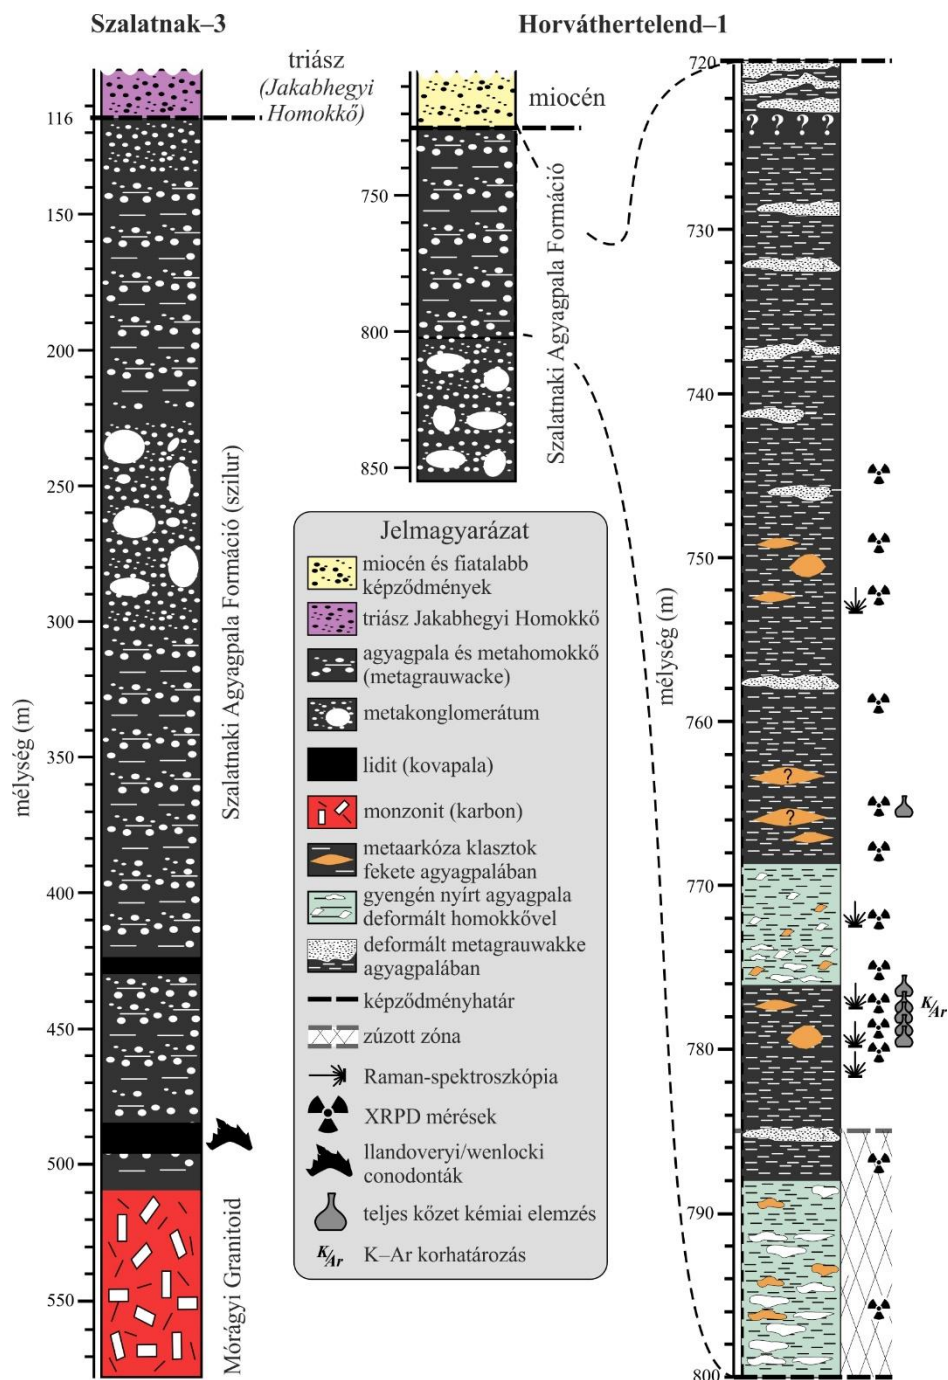 Szalatnak–3
Horváthertelend–1
triász
(Jakabhegyi
Homokkő)
miocén
116
150
200
250
300
350
400
450
500
550
mélység (m)
Szalatnaki Agyagpala Formáció (szilur)
Mórágyi Granitoid
750
800
850
Szalatnaki Agyagpala Formáció
720
730
740
750
760
770
780
790
800
mélység (m)
? ? ? ?
?
?
K/Ar
Jelmagyarázat
miocén és fiatalabb
képződmények
triász Jakabhegyi Homokkő
agyagpala és metahomokkő
(metagrauwacke)
metakonglomerátum
lidit (kovapala)
monzonit (karbon)
metaarkóza klasztok
fekete agyagpalában
gyengén nyírt agyagpala
deformált homokkővel
deformált metagrauwakke
agyagpalában
képződményhatár
zúzott zóna
Raman-spektroszkópia
XRPD mérések
llandoveryi/wenlocki
conodonták
teljes kőzet kémiai elemzés
K/Ar K–Ar korhatározás